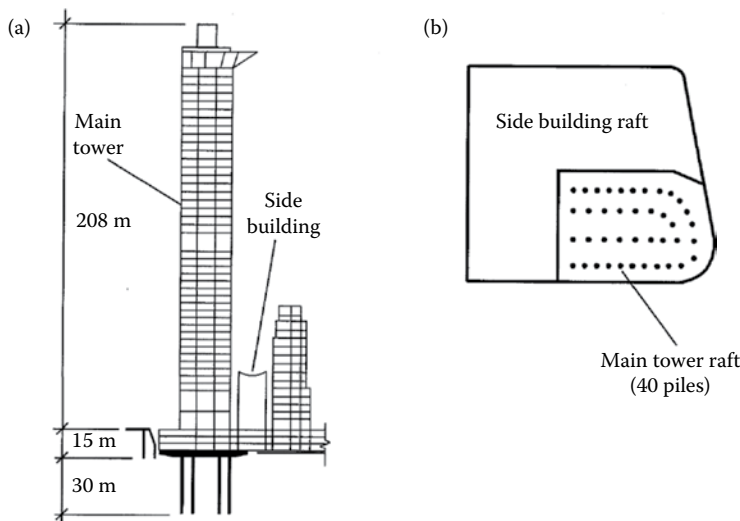 (a)
Main
tower
208 m
Side
building
15 m
30 m
(b)
Side building raft
Main tower raft
(40 piles)